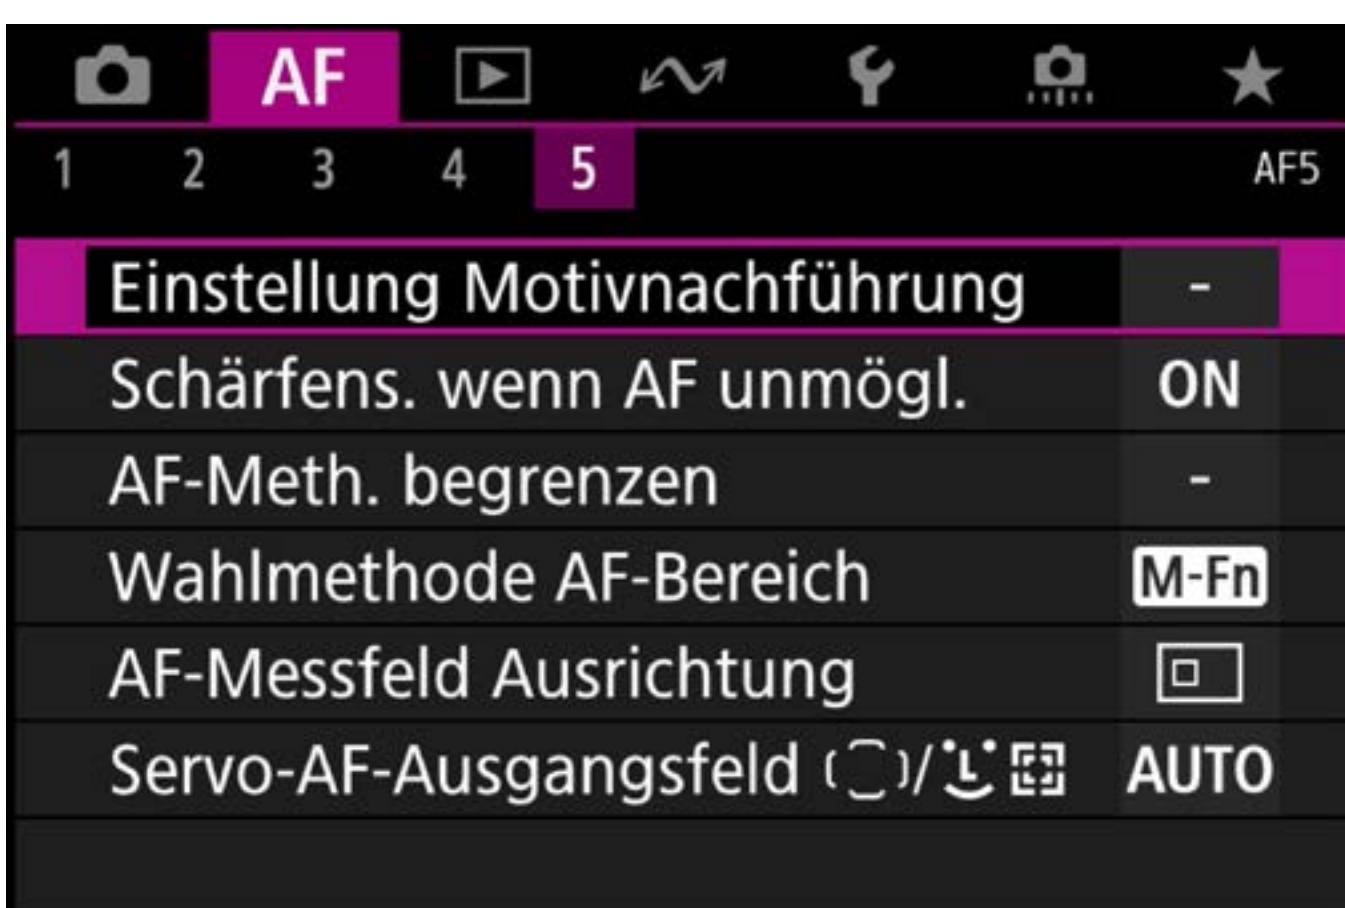 AF
1 2 3 4 5 AF5
Einstellung Motivnachführung -
Schärfens. wenn AF unmögl. ON
AF-Meth. begrenzen -
Wahlmethode AF-Bereich M-Fn
AF-Messfeld Ausrichtung
Servo-AF-Ausgangsfeld ( )/ AUTO